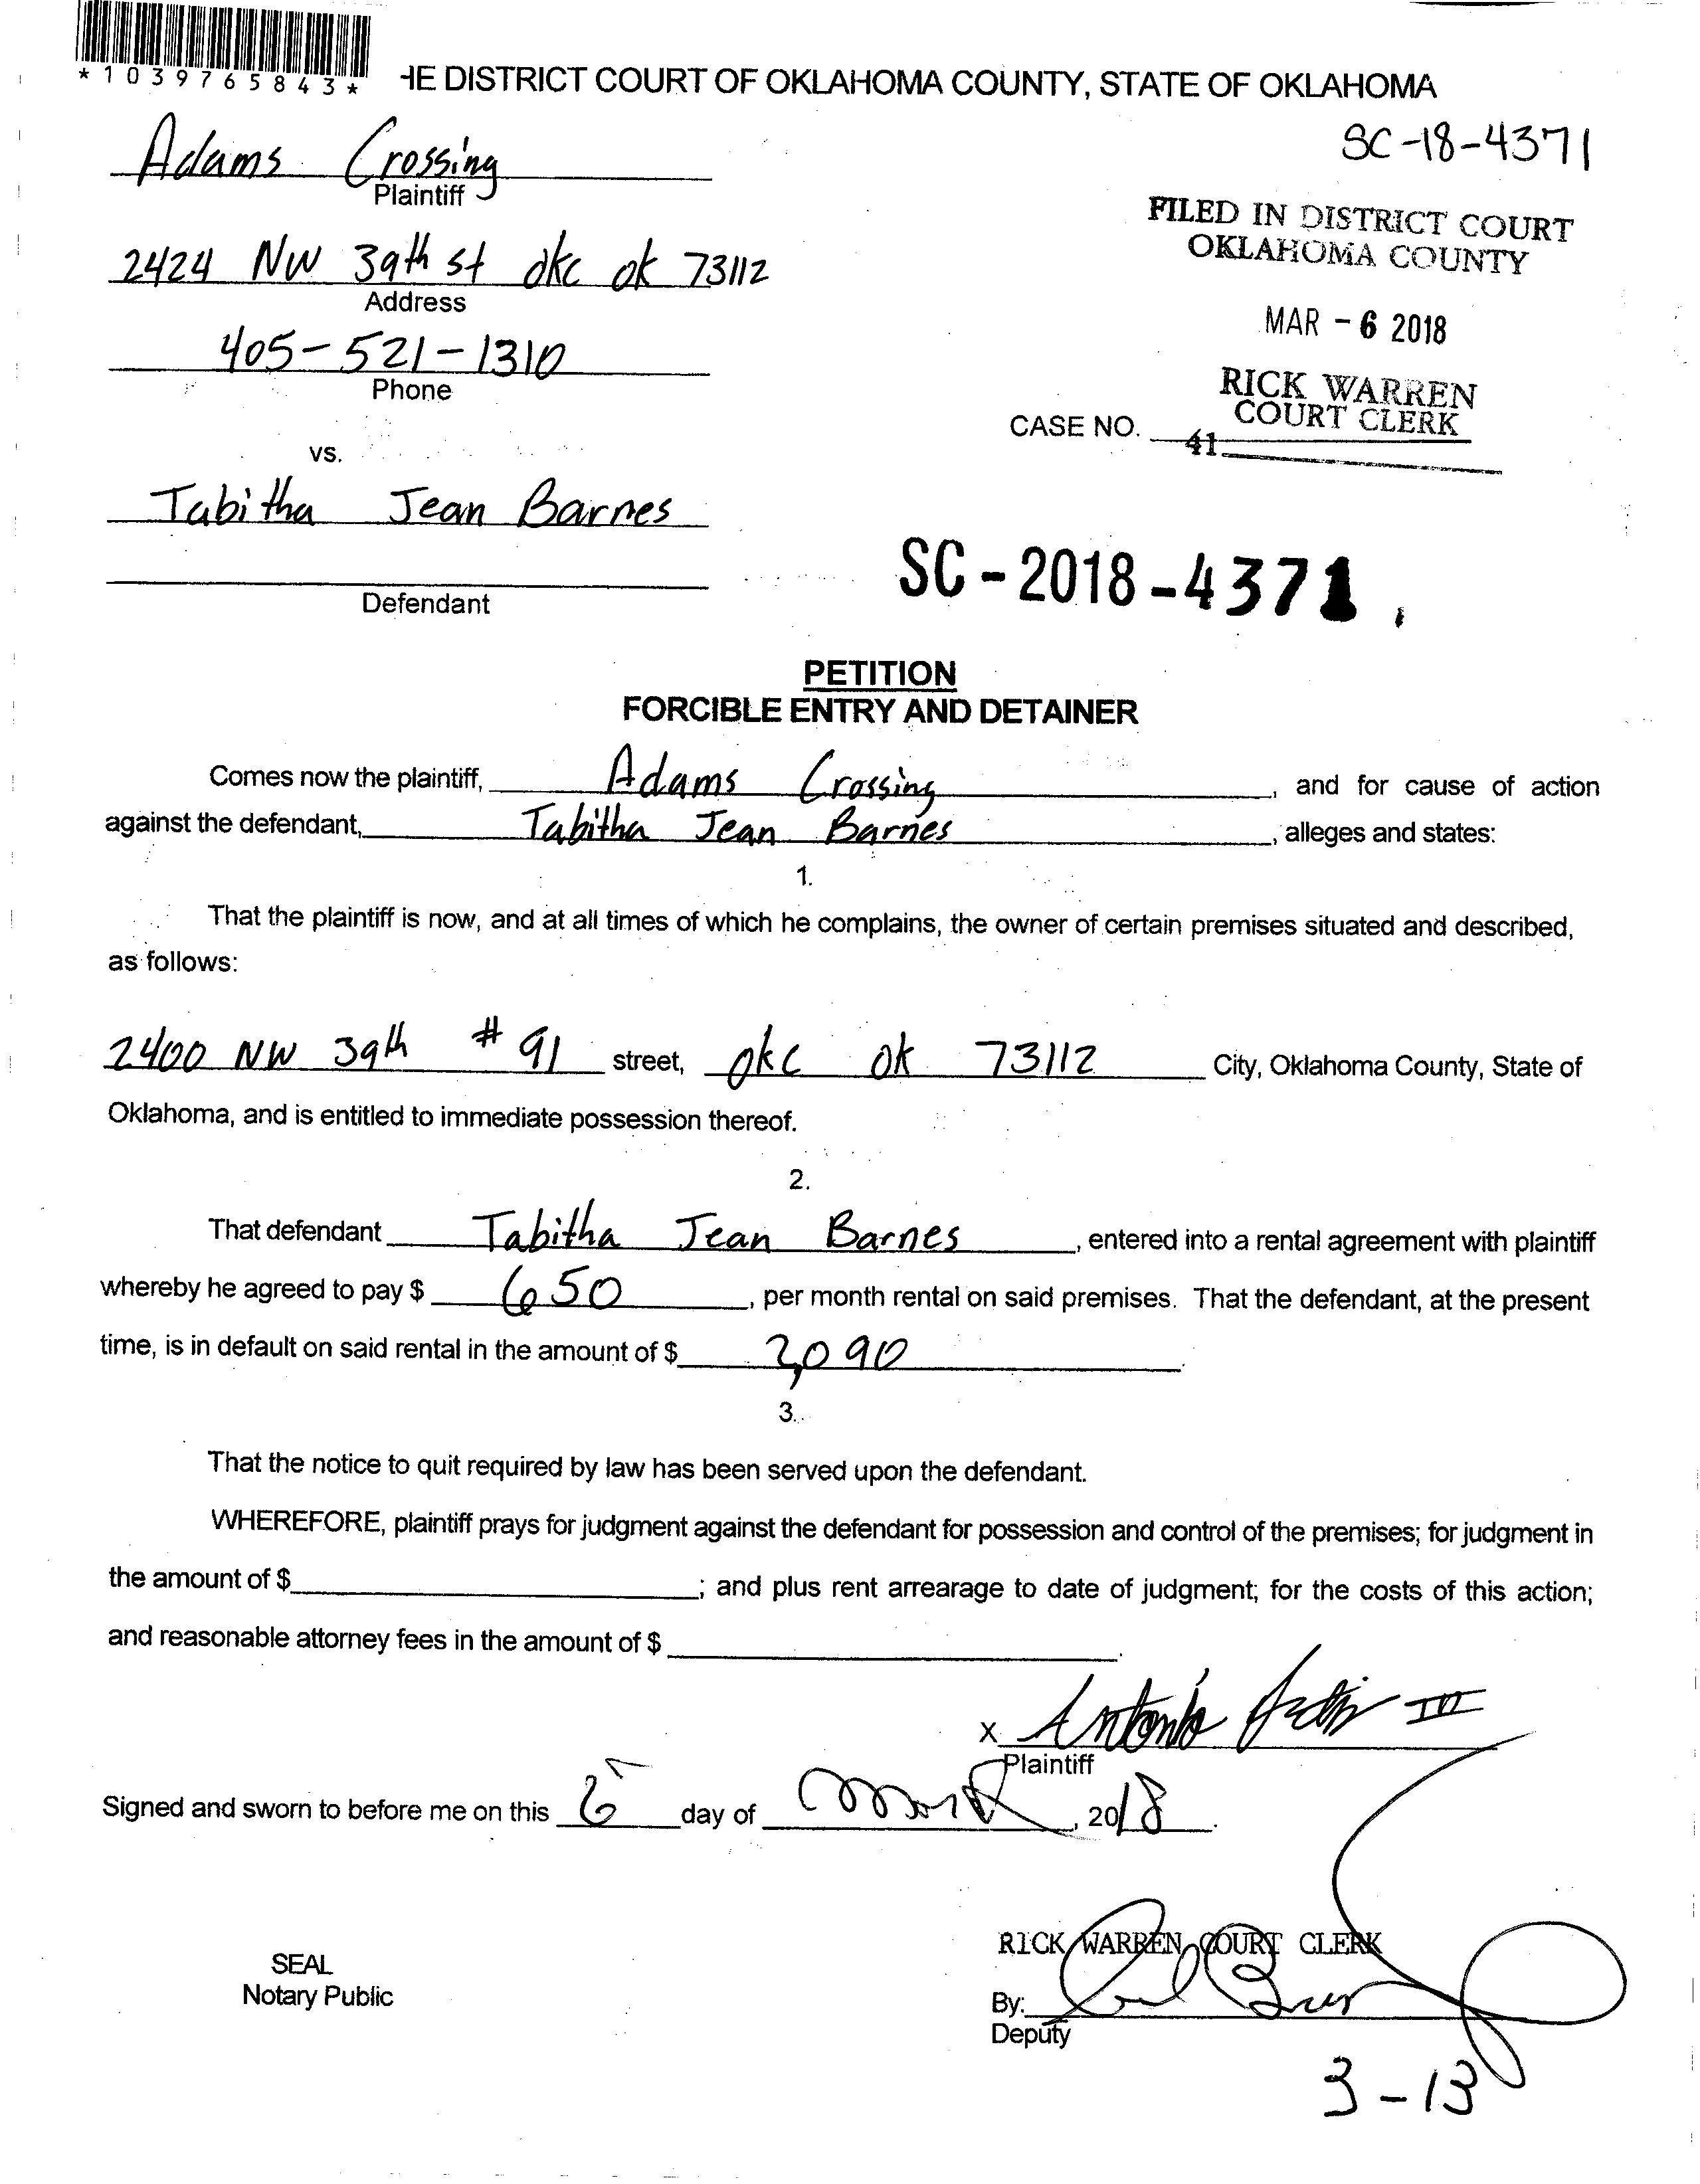 *1039765843*
HE DISTRICT COURT OF OKLAHOMA COUNTY, STATE OF OKLAHOMA
SC-18-4371
Adams Crossing
Plaintiff
FILED IN DISTRICT COURT
OKLAHOMA COUNTY
2424 NW 39th st okc ok 73112
Address
MAR - 6 2018
405-521-1310
Phone
RICK WARREN
COURT CLERK
CASE NO.
41
vs.
Tabitha Jean Barnes
Defendant
SC - 2018 - 4371
PETITION
FORCIBLE ENTRY AND DETAINER
Comes now the plaintiff, Adams Crossing, and for cause of action
against the defendant, Tabitha Jean Barnes, alleges and states:
1.
That the plaintiff is now, and at all times of which he complains, the owner of certain premises situated and described,
as follows:
2400 NW 39th # 91 street, okc ok 73112 City, Oklahoma County, State of
Oklahoma, and is entitled to immediate possession thereof.
2.
That defendant Tabitha Jean Barnes, entered into a rental agreement with plaintiff
whereby he agreed to pay $ 650, per month rental on said premises. That the defendant, at the present
time, is in default on said rental in the amount of $ 2,090.
3.
That the notice to quit required by law has been served upon the defendant.
WHEREFORE, plaintiff prays for judgment against the defendant for possession and control of the premises; for judgment in
the amount of $ ; and plus rent arrearage to date of judgment; for the costs of this action;
and reasonable attorney fees in the amount of $ .
X Antonio III
Plaintiff
Signed and sworn to before me on this 6 day of March, 2018.
RICK WARREN COURT CLERK
SEAL
Notary Public
By:
Deputy
3-13